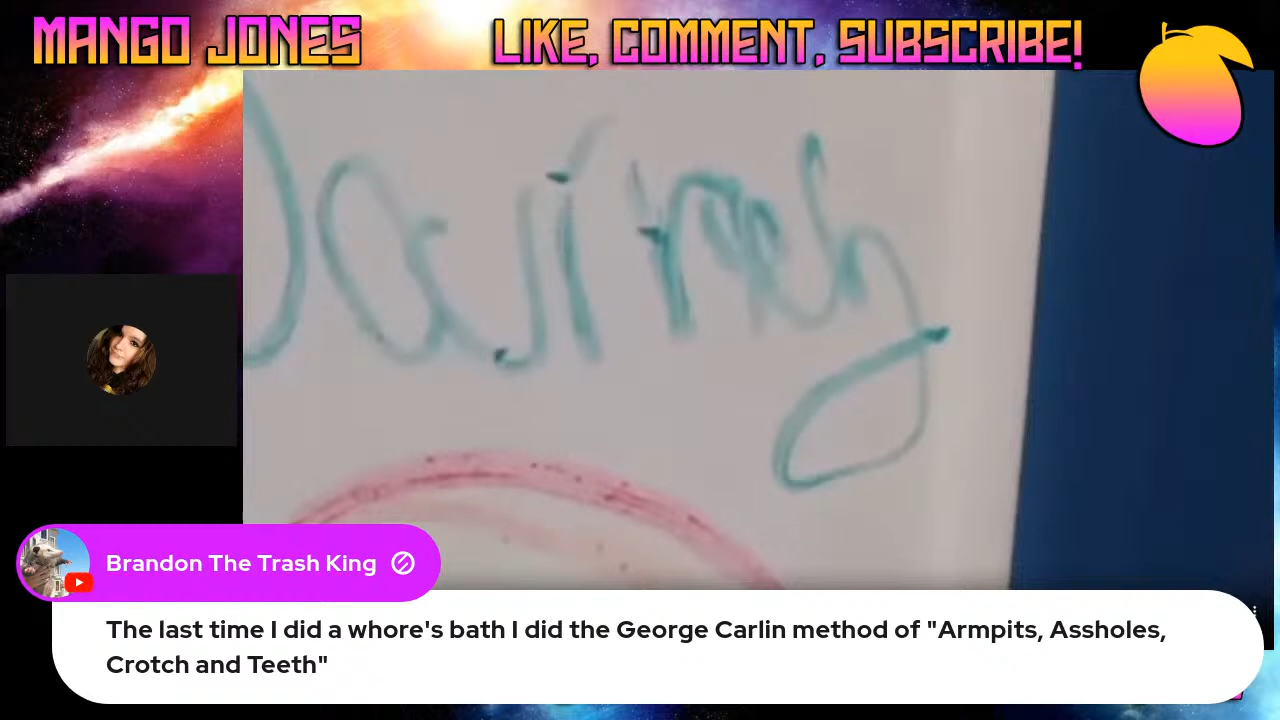 MANGO JONES
LIKE, COMMENT, SUBSCRIBE!
Brandon The Trash King
The last time I did a whore's bath I did the George Carlin method of "Armpits, Assholes,
Crotch and Teeth"